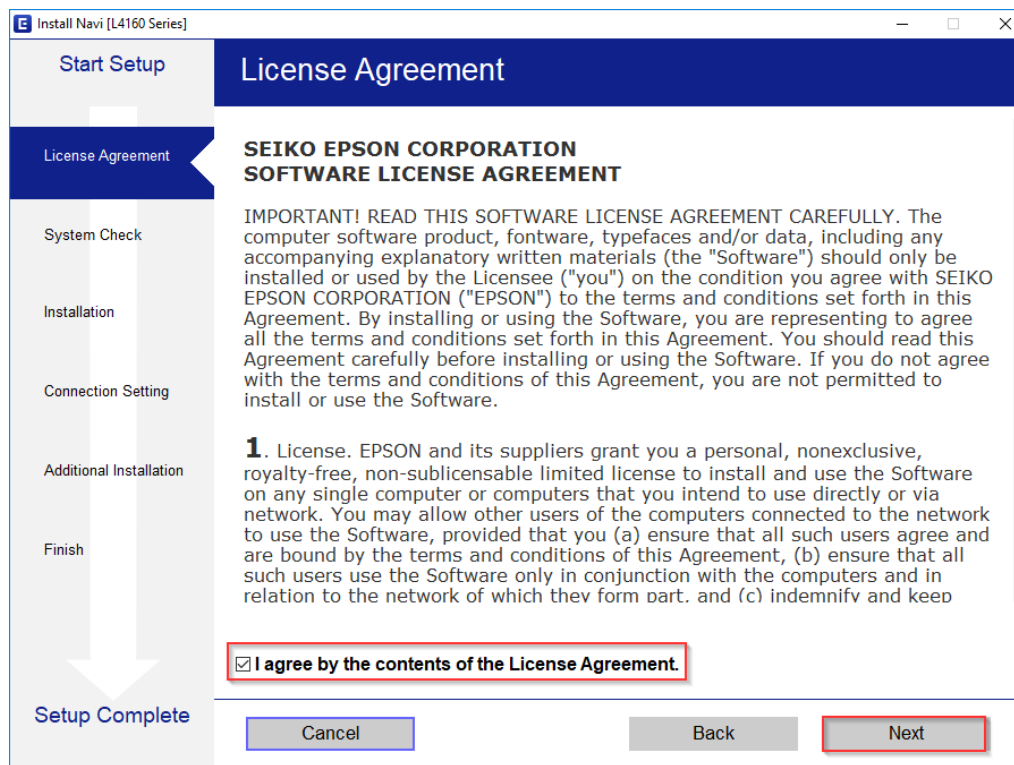 E Install Navi [L4160 Series]
Start Setup
License Agreement
System Check
Installation
Connection Setting
Additional Installation
Finish
Setup Complete
License Agreement
SEIKO EPSON CORPORATION
SOFTWARE LICENSE AGREEMENT
IMPORTANT! READ THIS SOFTWARE LICENSE AGREEMENT CAREFULLY. The
computer software product, fontware, typefaces and/or data, including any
accompanying explanatory written materials (the "Software") should only be
installed or used by the Licensee ("you") on the condition you agree with SEIKO
EPSON CORPORATION ("EPSON") to the terms and conditions set forth in this
Agreement. By installing or using the Software, you are representing to agree
all the terms and conditions set forth in this Agreement. You should read this
Agreement carefully before installing or using the Software. If you do not agree
with the terms and conditions of this Agreement, you are not permitted to
install or use the Software.
1. License. EPSON and its suppliers grant you a personal, nonexclusive,
royalty-free, non-sublicensable limited license to install and use the Software
on any single computer or computers that you intend to use directly or via
network. You may allow other users of the computers connected to the network
to use the Software, provided that you (a) ensure that all such users agree and
are bound by the terms and conditions of this Agreement, (b) ensure that all
such users use the Software only in conjunction with the computers and in
relation to the network of which they form part, and (c) indemnify and keep
I agree by the contents of the License Agreement.
Cancel
Back
Next